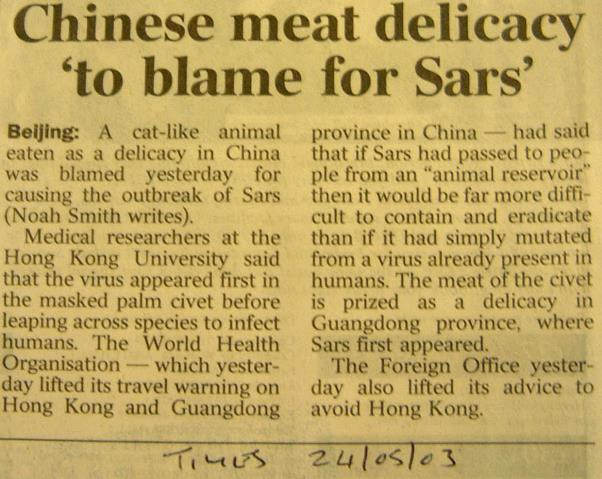 Chinese meat delicacy
‘to blame for Sars’
Beijing: A cat-like animal
eaten as a delicacy in China
was blamed yesterday for
causing the outbreak of Sars
(Noah Smith writes).
Medical researchers at the
Hong Kong University said
that the virus appeared first in
the masked palm civet before
leaping across species to infect
humans. The World Health
Organisation — which yester-
day lifted its travel warning on
Hong Kong and Guangdong
province in China — had said
that if Sars had passed to peo-
ple from an “animal reservoir”
then it would be far more diffi-
cult to contain and eradicate
than if it had simply mutated
from a virus already present in
humans. The meat of the civet
is prized as a delicacy in
Guangdong province, where
Sars first appeared.
The Foreign Office yester-
day also lifted its advice to
avoid Hong Kong.
TIMES 24/05/03